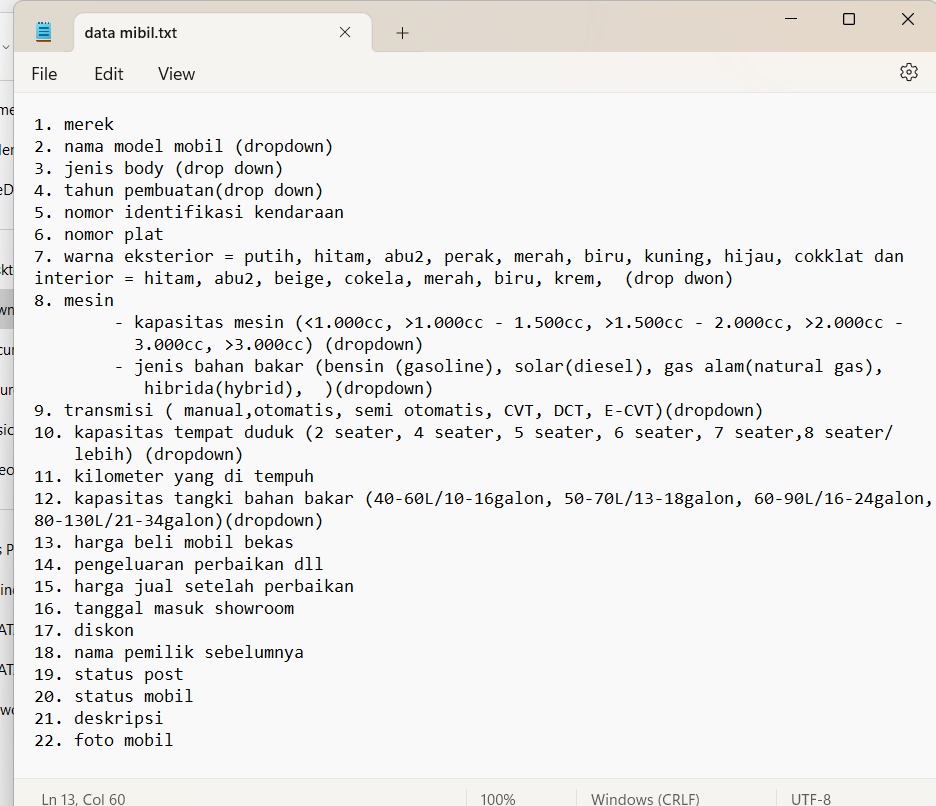 data mibil.txt
File Edit View
1. merek
2. nama model mobil (dropdown)
3. jenis body (drop down)
4. tahun pembuatan(drop down)
5. nomor identifikasi kendaraan
6. nomor plat
7. warna eksterior = putih, hitam, abu2, perak, merah, biru, kuning, hijau, cokklat dan
interior = hitam, abu2, beige, cokela, merah, biru, krem,  (drop dwon)
8. mesin
- kapasitas mesin (<1.000cc, >1.000cc - 1.500cc, >1.500cc - 2.000cc, >2.000cc -
3.000cc, >3.000cc) (dropdown)
- jenis bahan bakar (bensin (gasoline), solar(diesel), gas alam(natural gas),
hibrida(hybrid),  )(dropdown)
9. transmisi ( manual,otomatis, semi otomatis, CVT, DCT, E-CVT)(dropdown)
10. kapasitas tempat duduk (2 seater, 4 seater, 5 seater, 6 seater, 7 seater,8 seater/
lebih) (dropdown)
11. kilometer yang di tempuh
12. kapasitas tangki bahan bakar (40-60L/10-16galon, 50-70L/13-18galon, 60-90L/16-24galon,
80-130L/21-34galon)(dropdown)
13. harga beli mobil bekas
14. pengeluaran perbaikan dll
15. harga jual setelah perbaikan
16. tanggal masuk showroom
17. diskon
18. nama pemilik sebelumnya
19. status post
20. status mobil
21. deskripsi
22. foto mobil
Ln 13, Col 60 100% Windows (CRLF) UTF-8